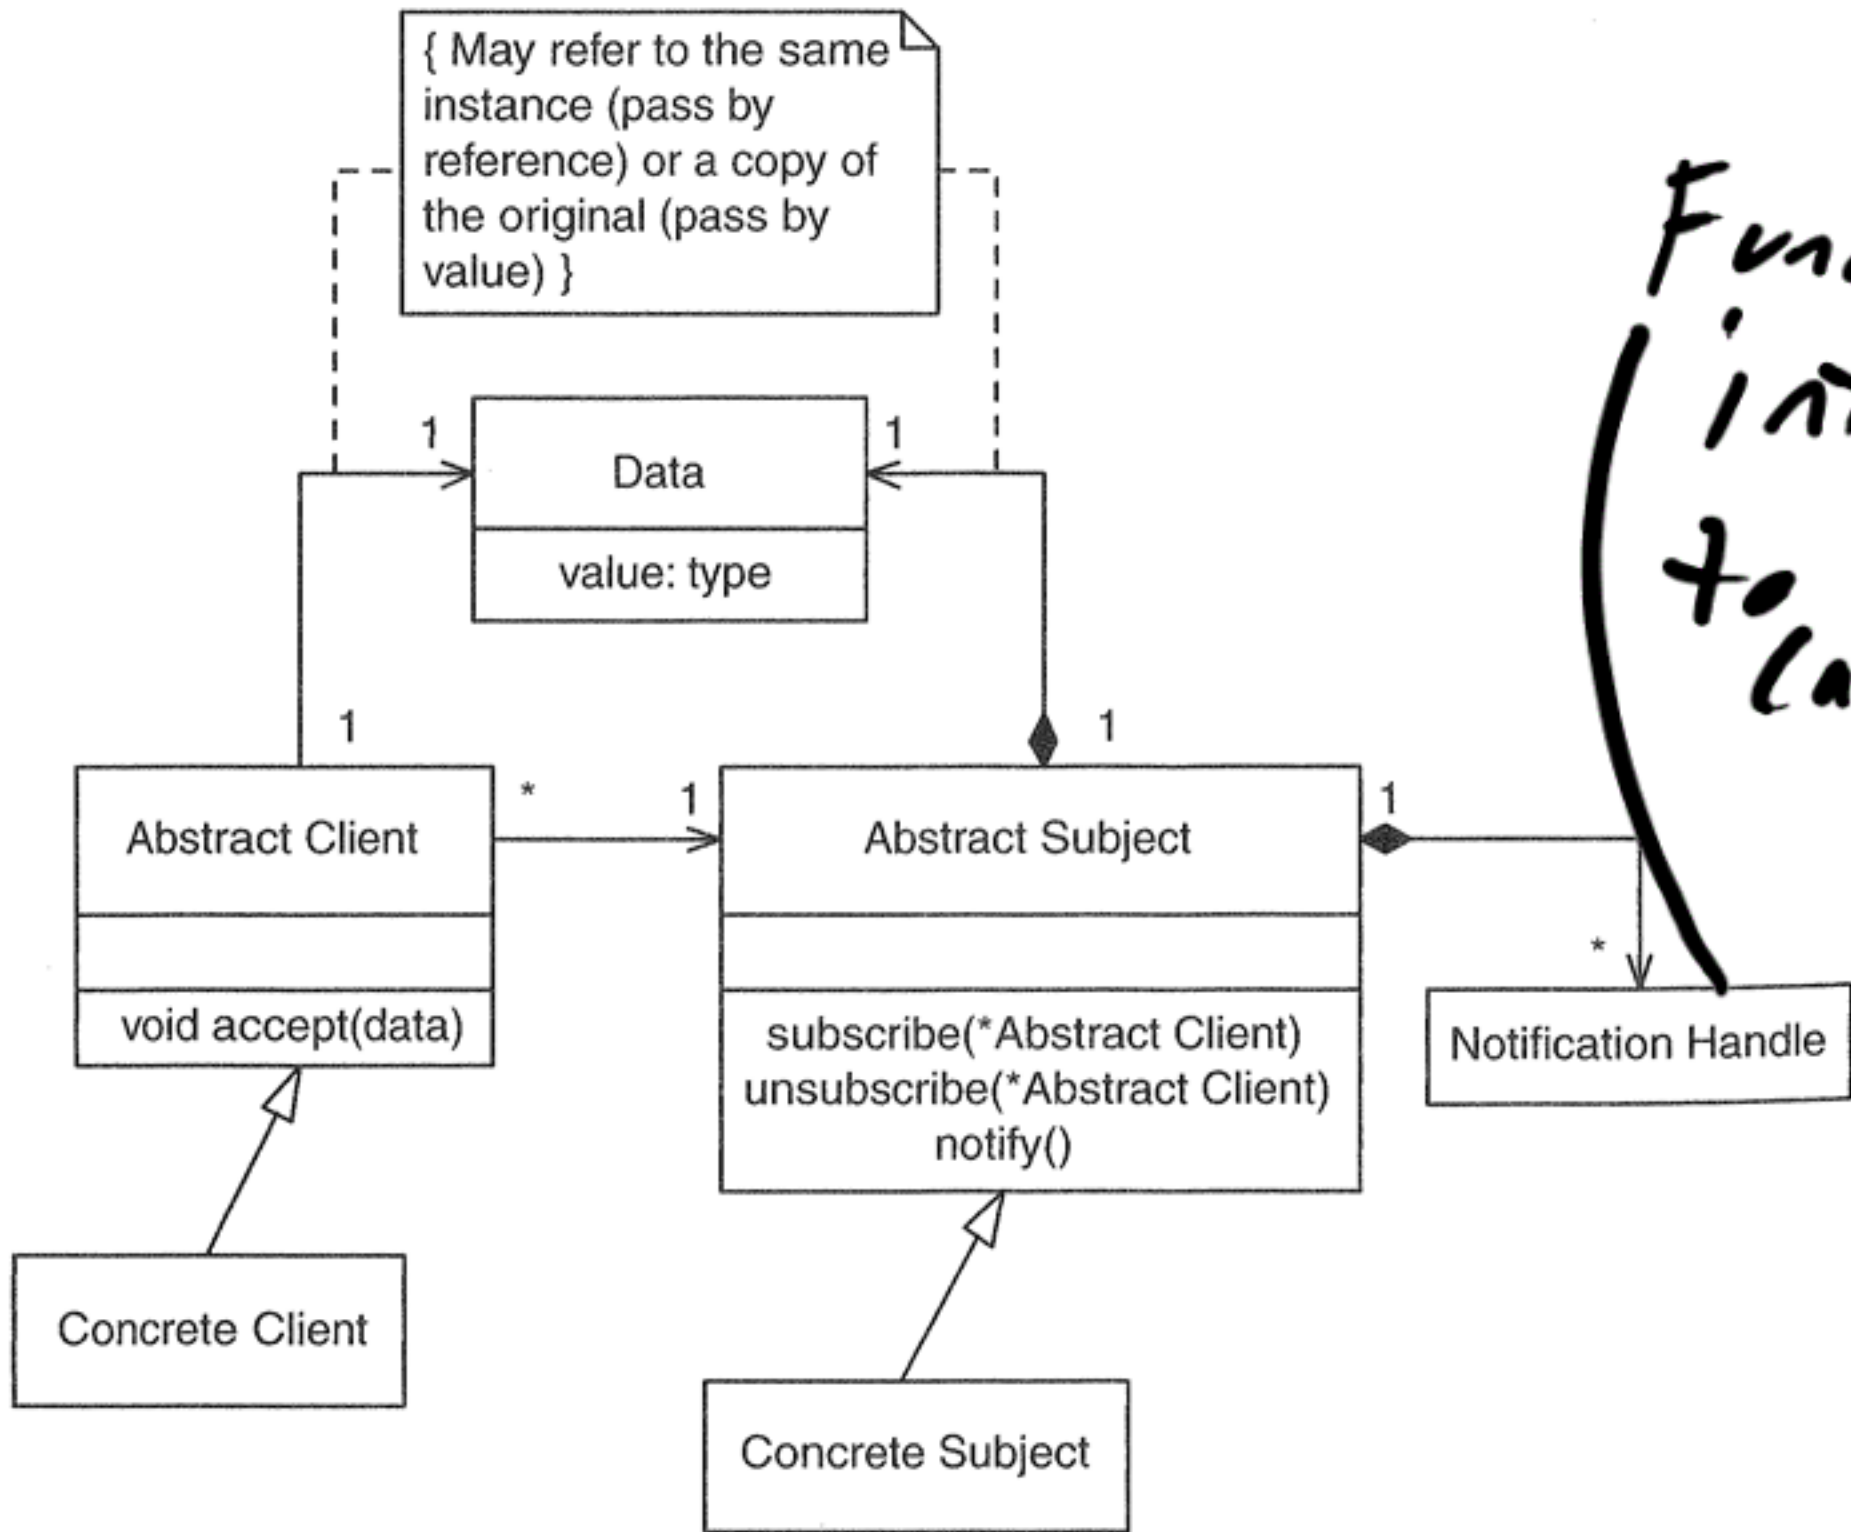 { May refer to the same
instance (pass by
reference) or a copy of
the original (pass by
value) }
1
1
Data
value: type
1
1
*
1
1
Abstract Client
Abstract Subject
*
void accept(data)
subscribe(*Abstract Client)
unsubscribe(*Abstract Client)
notify()
Notification Handle
Concrete Client
Concrete Subject
to